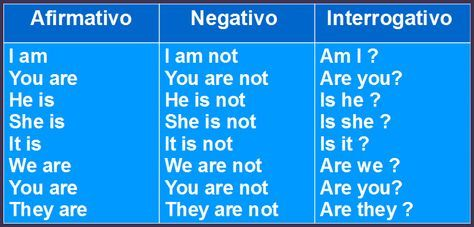 Afirmativo Negativo Interrogativo
I am I am not Am I ?
You are You are not Are you?
He is He is not Is he ?
She is She is not Is she ?
It is It is not Is it ?
We are We are not Are we ?
You are You are not Are you?
They are They are not Are they ?